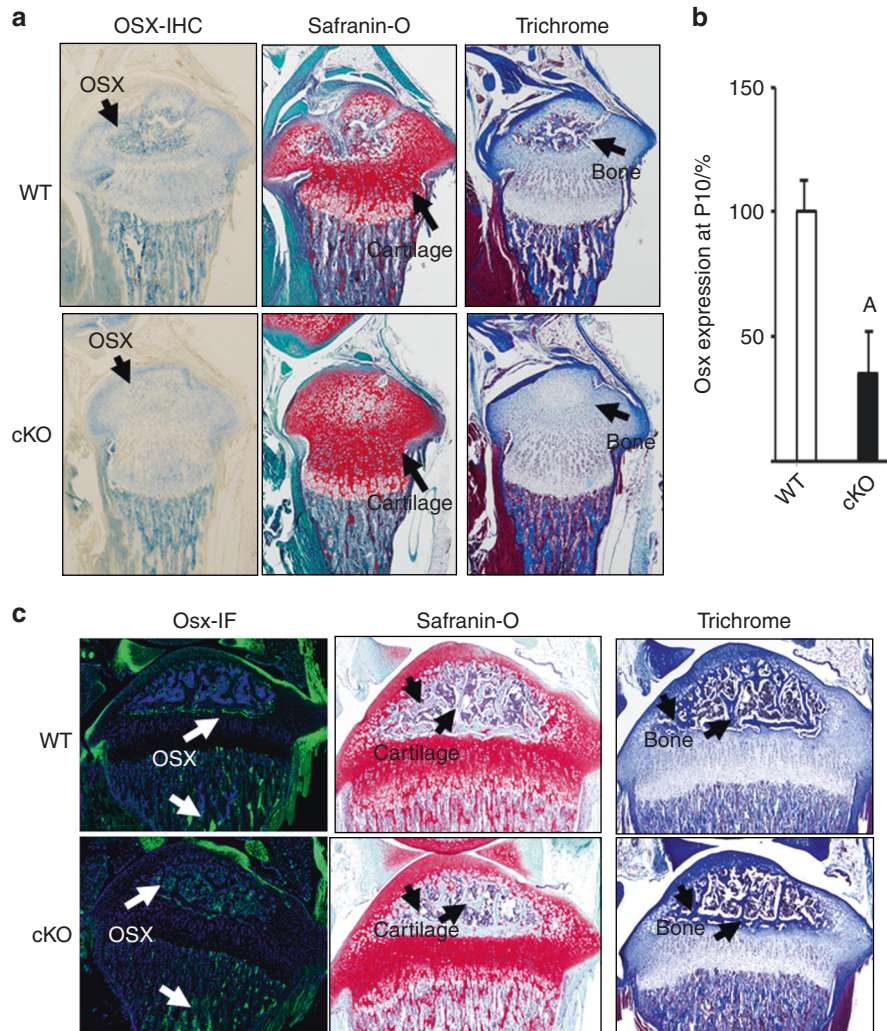 a
OSX-IHC Safranin-O Trichrome
OSX
WT
Cartilage
Bone
OSX
cKO
Cartilage
Bone
b
Osx expression at P10/%
150
100
50
A
WT
cKO
c
Osx-IF Safranin-O Trichrome
WT
OSX
Cartilage
Bone
cKO
OSX
Cartilage
Bone